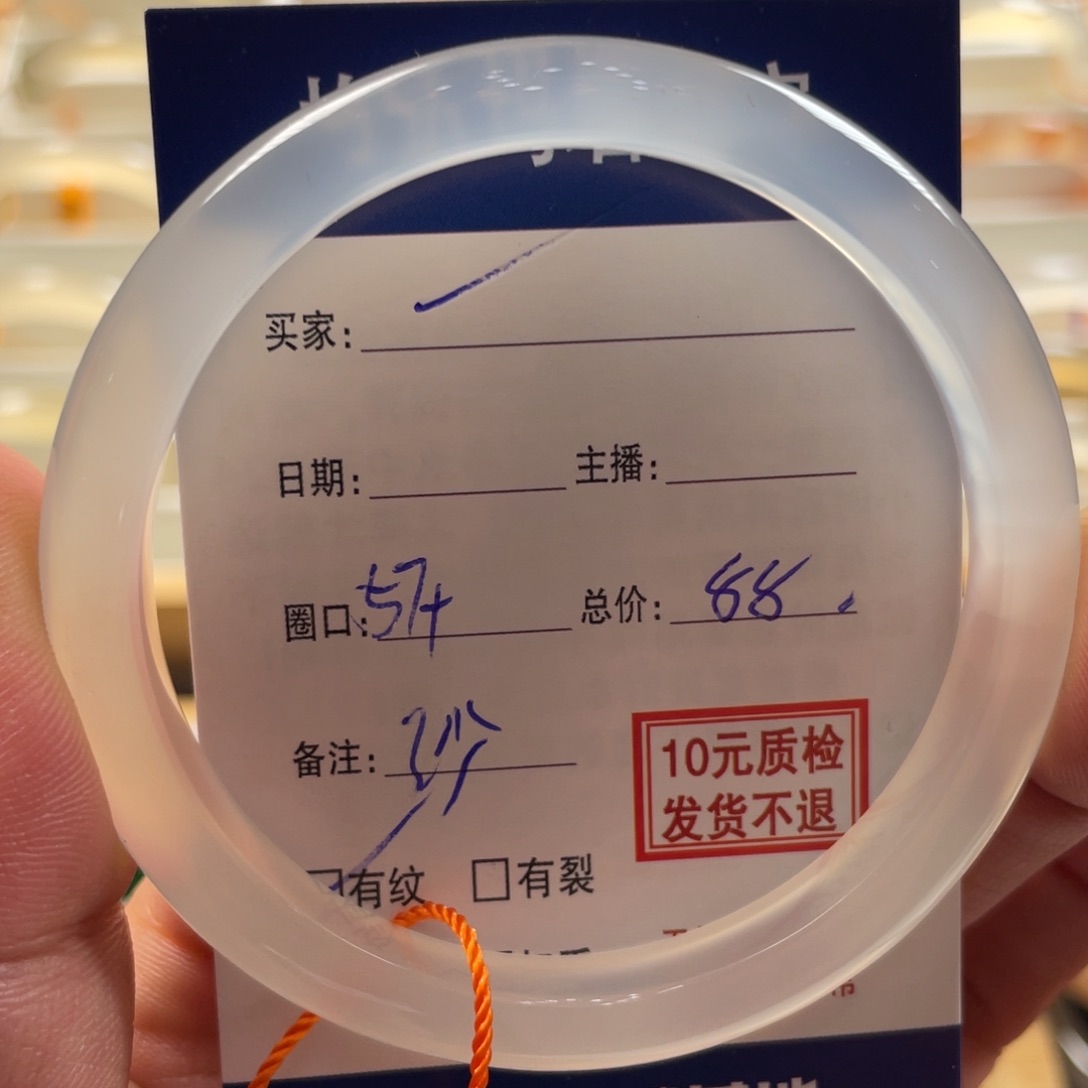 买家:
日期: 主播:
圈口: 57+ 总价: 88.
备注:
10元质检
发货不退
有纹 □有裂